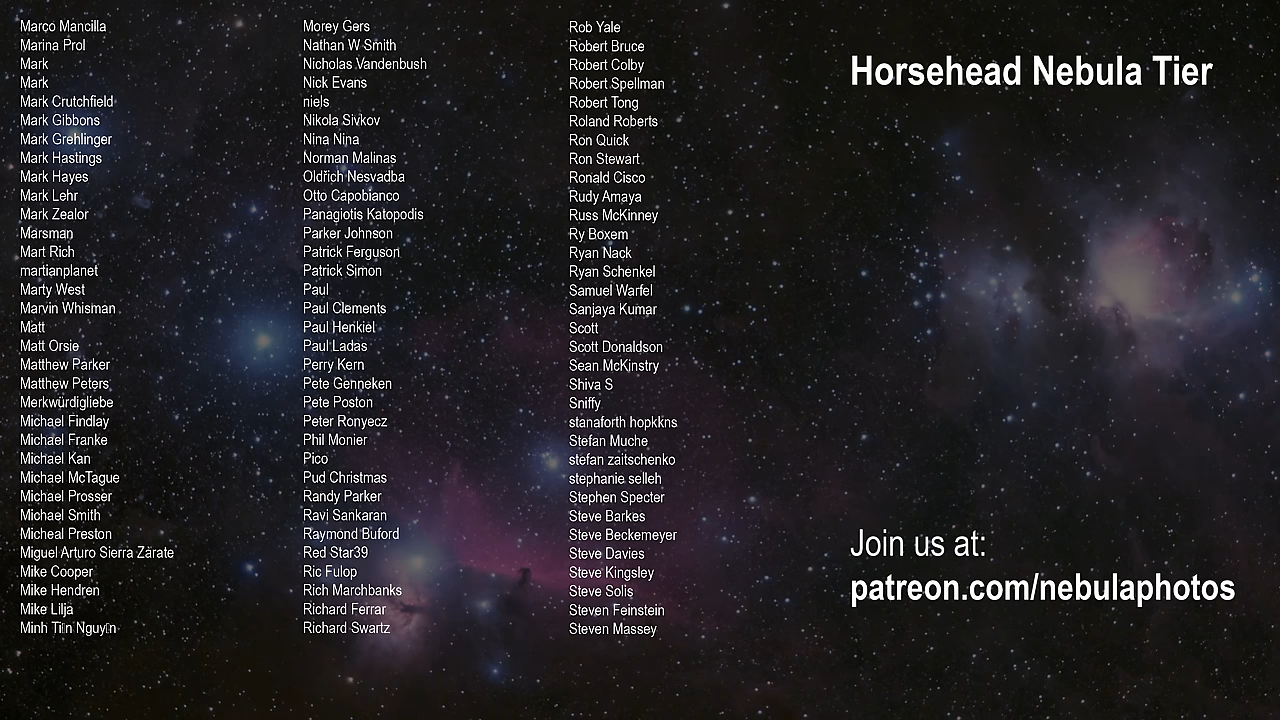 Marco Mancilla
Marina Prol
Mark
Mark
Mark Crutchfield
Mark Gibbons
Mark Grehlinger
Mark Hastings
Mark Hayes
Mark Lehr
Mark Zealor
Marsman
Mart Rich
martianplanet
Marty West
Marvin Whisman
Matt
Matt Orsie
Matthew Parker
Matthew Peters
Merkwürdigliebe
Michael Findlay
Michael Franke
Michael Kan
Michael McTague
Michael Prosser
Michael Smith
Micheal Preston
Miguel Arturo Sierra Zárate
Mike Cooper
Mike Hendren
Mike Lilja
Minh
Morey Gers
Nathan W Smith
Nicholas Vandenbush
Nick Evans
niels
Nikola Sivkov
Nina Nina
Norman Malinas
Oldřich Nesvadba
Otto Capobianco
Panagiotis Katopodis
Parker Johnson
Patrick Ferguson
Patrick Simon
Paul
Paul Clements
Paul Henkiel
Paul Ladas
Perry Kern
Pete Genneken
Pete Poston
Peter Ronyecz
Phil Monier
Pico
Pud Christmas
Randy Parker
Ravi Sankaran
Raymond Buford
Red Star39
Ric Fulop
Rich Marchbanks
Richard Ferrar
Richard Swartz
Rob Yale
Robert Bruce
Robert Colby
Robert Spellman
Robert Tong
Roland Roberts
Ron Quick
Ron Stewart
Ronald Cisco
Rudy Amaya
Russ McKinney
Ry Boxem
Ryan Nack
Ryan Schenkel
Samuel Warfel
Sanjaya Kumar
Scott
Scott Donaldson
Sean McKinstry
Shiva S
Sniffy
stanaforth hopkkns
Stefan Muche
stefan zaitschenko
stephanie selleh
Stephen Specter
Steve Barkes
Steve Beckemeyer
Steve Davies
Steve Kingsley
Steve Solis
Steven Feinstein
Steven Massey
Horsehead Nebula Tier
Join us at:
patreon.com/nebulaphotos